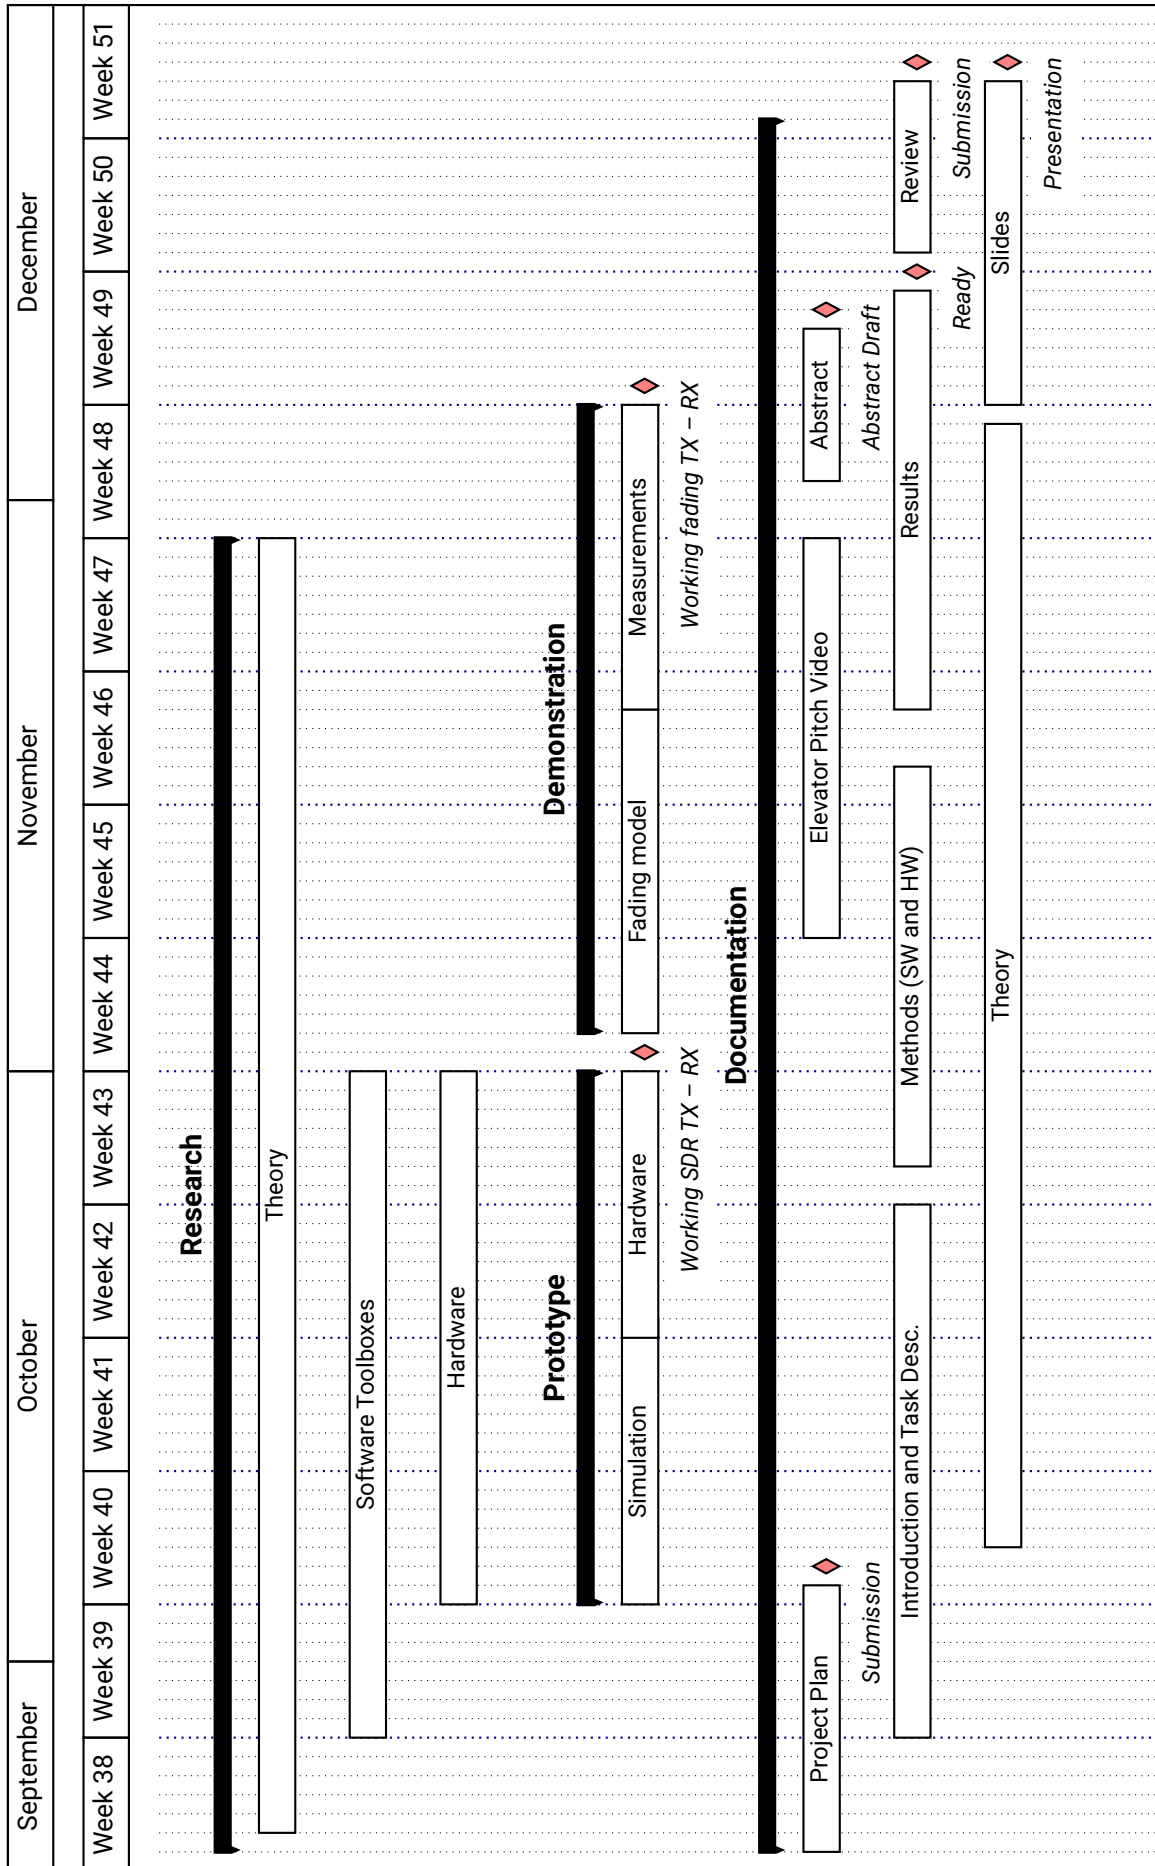 September October November December
Week 38 Week 39 Week 40 Week 41 Week 42 Week 43 Week 44 Week 45 Week 46 Week 47 Week 48 Week 49 Week 50 Week 51
Research
Theory
Software Toolboxes
Hardware
Prototype Demonstration
Simulation Hardware Fading model Measurements
Working SDR TX – RX Working fading TX – RX
Documentation
Project Plan Elevator Pitch Video Abstract
Submission Abstract Draft
Introduction and Task Desc. Methods (SW and HW) Results Review
Ready Submission
Theory Slides
Presentation